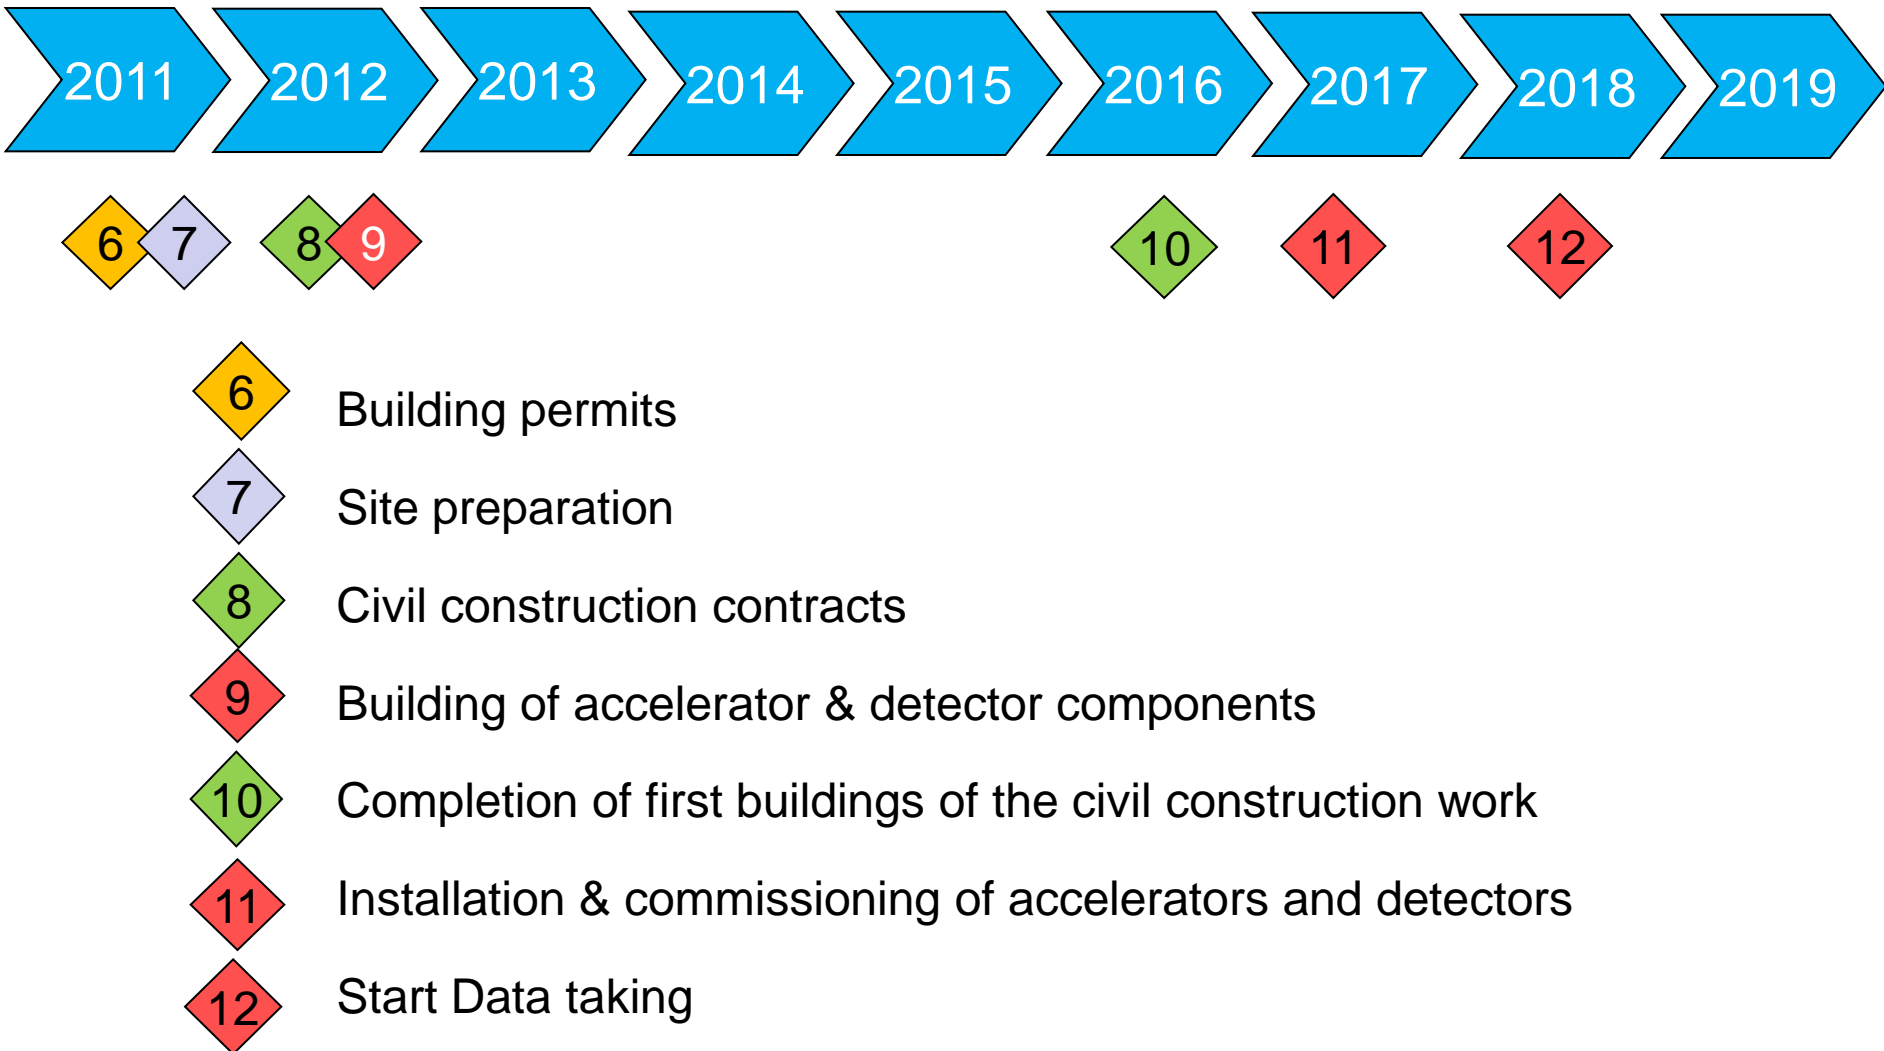 2011 2012 2013 2014 2015 2016 2017 2018 2019
6 7 8 9 10 11 12
6 Building permits
7 Site preparation
8 Civil construction contracts
9 Building of accelerator & detector components
10 Completion of first buildings of the civil construction work
11 Installation & commissioning of accelerators and detectors
12 Start Data taking